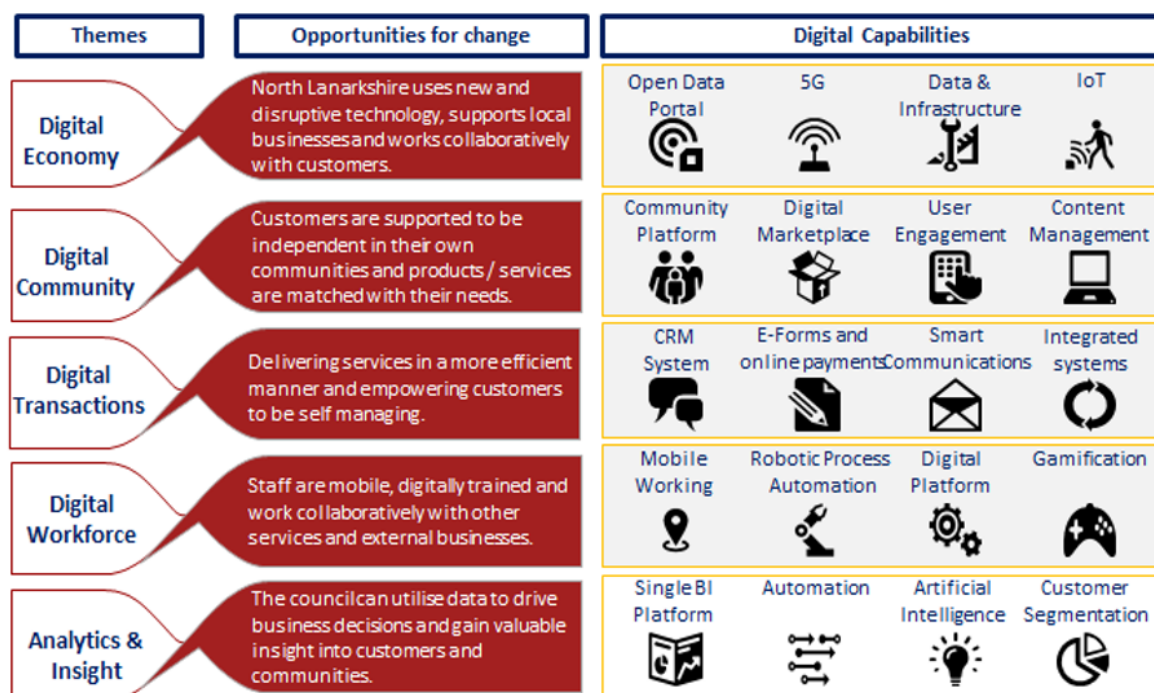 Themes
Opportunities for change
Digital Capabilities
Digital
Economy
North Lanarkshire uses new and
disruptive technology, supports local
businesses and works collaboratively
with customers.
Open Data
Portal
5G
Data &
Infrastructure
IoT
Digital
Community
Customers are supported to be
independent in their own
communities and products / services
are matched with their needs.
Community
Platform
Digital
Marketplace
User
Engagement
Content
Management
Digital
Transactions
Delivering services in a more efficient
manner and empowering customers
to be self managing.
CRM
System
E-Forms and
online payments
Smart
Communications
Integrated
systems
Digital
Workforce
Staff are mobile, digitally trained and
work collaboratively with other
services and external businesses.
Mobile
Working
Robotic Process
Automation
Digital
Platform
Gamification
Analytics &
Insight
The council can utilise data to drive
business decisions and gain valuable
insight into customers and
communities.
Single BI
Platform
Automation
Artificial
Intelligence
Customer
Segmentation